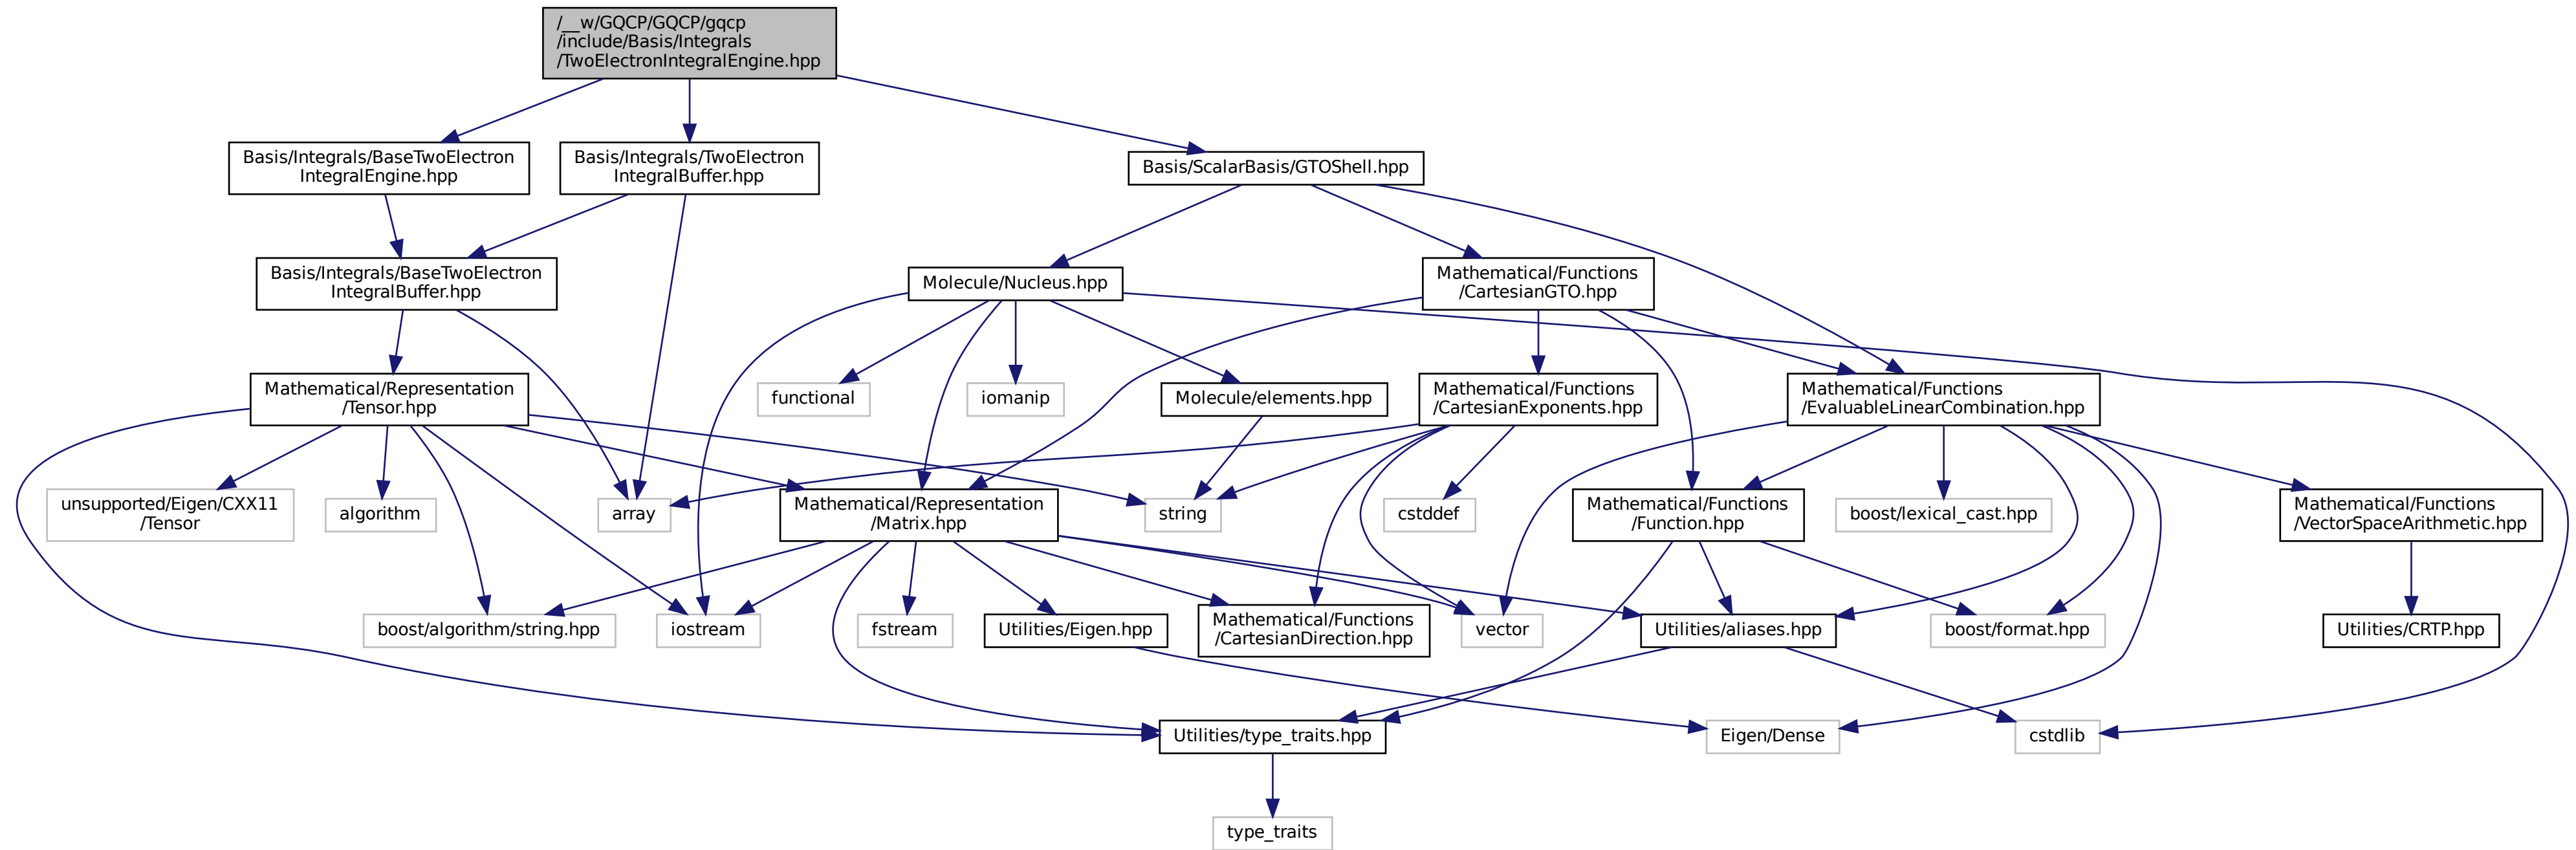 /__w/GQCP/GQCP/gqcp
/include/Basis/Integrals
/TwoElectronIntegralEngine.hpp
Basis/Integrals/BaseTwoElectron
IntegralEngine.hpp
Basis/Integrals/TwoElectron
IntegralBuffer.hpp
Basis/ScalarBasis/GTOShell.hpp
Basis/Integrals/BaseTwoElectron
IntegralBuffer.hpp
Molecule/Nucleus.hpp
Mathematical/Functions
/CartesianGTO.hpp
Mathematical/Representation
/Tensor.hpp
functional
iomanip
Molecule/elements.hpp
Mathematical/Functions
/CartesianExponents.hpp
Mathematical/Functions
/EvaluableLinearCombination.hpp
unsupported/Eigen/CXX11
/Tensor
algorithm
array
Mathematical/Representation
/Matrix.hpp
string
cstddef
Mathematical/Functions
/Function.hpp
boost/lexical_cast.hpp
Mathematical/Functions
/VectorSpaceArithmetic.hpp
boost/algorithm/string.hpp
iostream
fstream
Utilities/Eigen.hpp
Mathematical/Functions
/CartesianDirection.hpp
vector
Utilities/aliases.hpp
boost/format.hpp
Utilities/CRTP.hpp
Utilities/type_traits.hpp
Eigen/Dense
cstdlib
type_traits